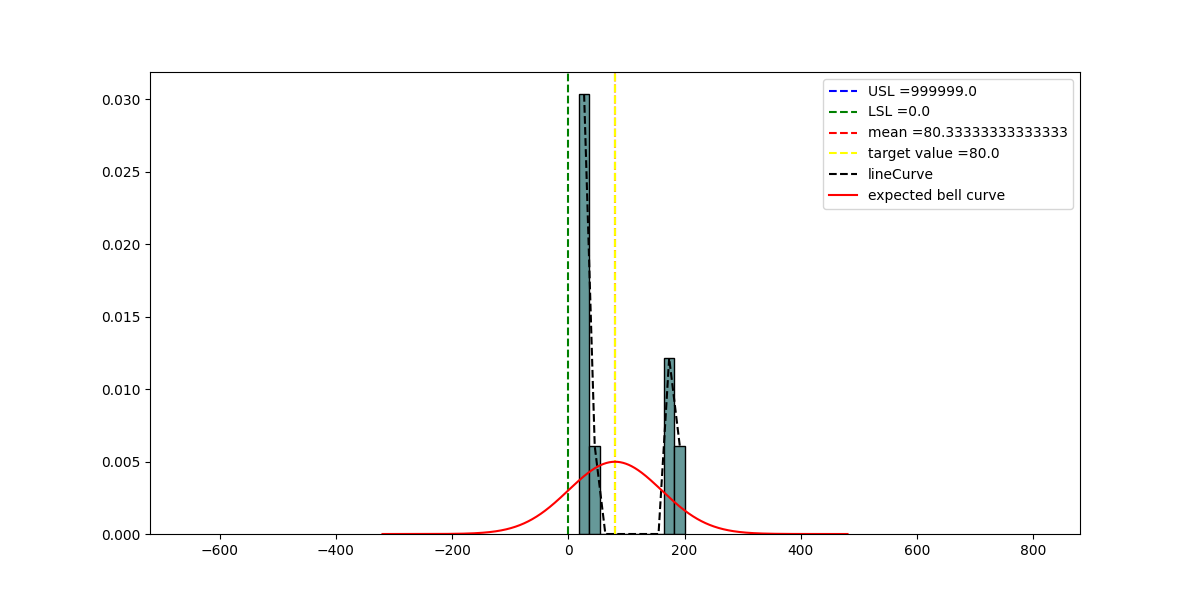 0.030
0.025
0.020
0.015
0.010
0.005
0.000
−600 −400 −200 0 200 400 600 800
USL =999999.0
LSL =0.0
mean =80.33333333333333
target value =80.0
lineCurve
expected bell curve